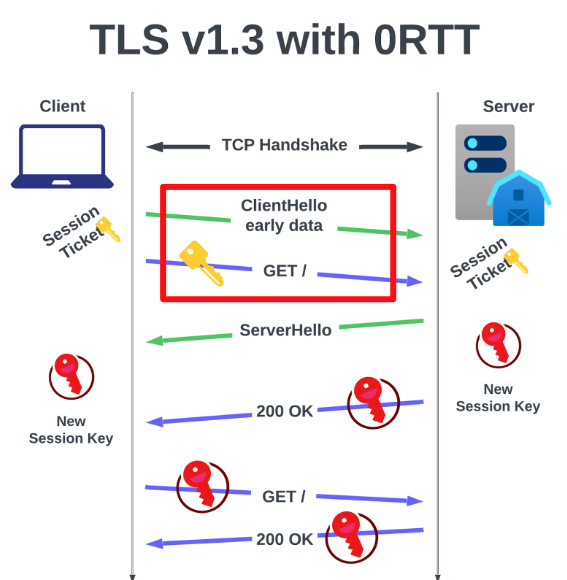 TLS v1.3 with 0RTT
Client
Server
TCP Handshake
ClientHello
early data
Session
Ticket
GET /
Session
Ticket
ServerHello
New
Session Key
200 OK
New
Session Key
GET /
200 OK